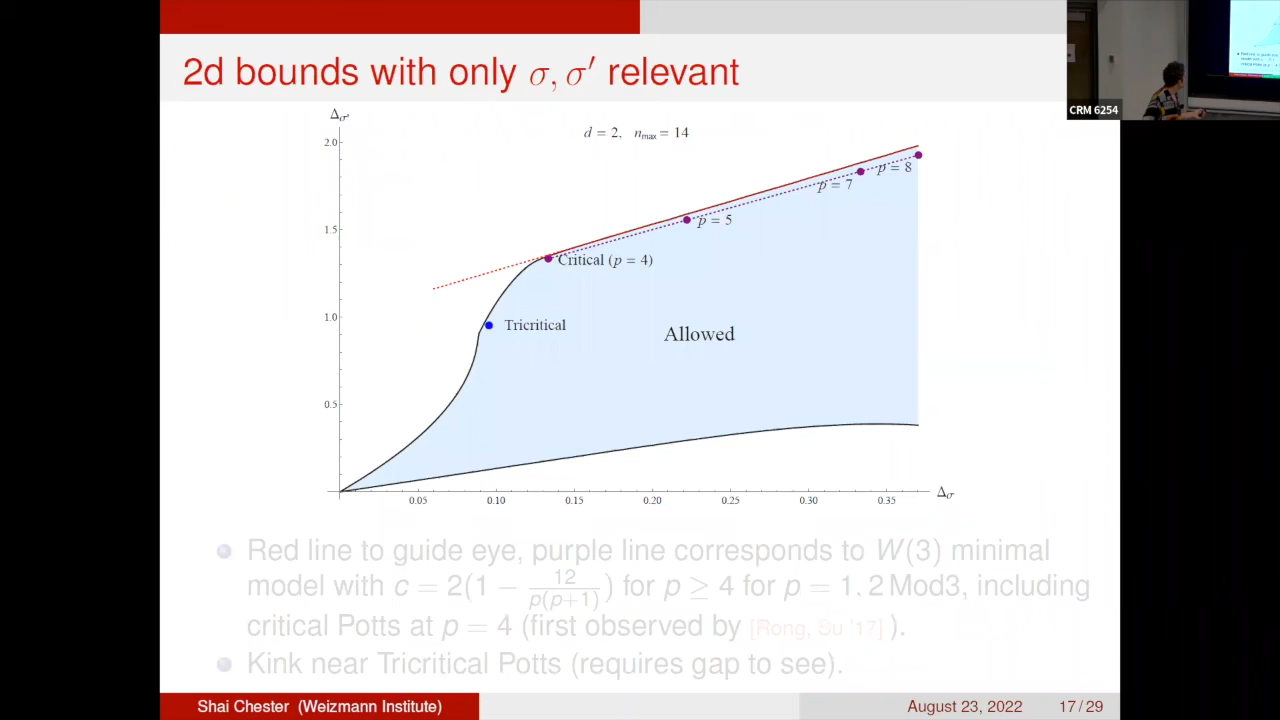 2d bounds with only σ, σ′ relevant
CRM 6254
Δσ′
d = 2, nmax = 14
2.0
1.5
1.0
0.5
p = 8
p = 7
p = 5
Critical (p = 4)
Tricritical
Allowed
0.05 0.10 0.15 0.20 0.25 0.30 0.35
Δσ
Red line to guide eye, purple line corresponds to W(3) minimal
model with c = 2(1 − 12/p(p+1)) for p ≥ 4 for p = 1, 2 Mod3, including
critical Potts at p = 4 (first observed by [Rong, Su '17] ).
Kink near Tricritical Potts (requires gap to see).
Shai Chester (Weizmann Institute) August 23, 2022 17 / 29